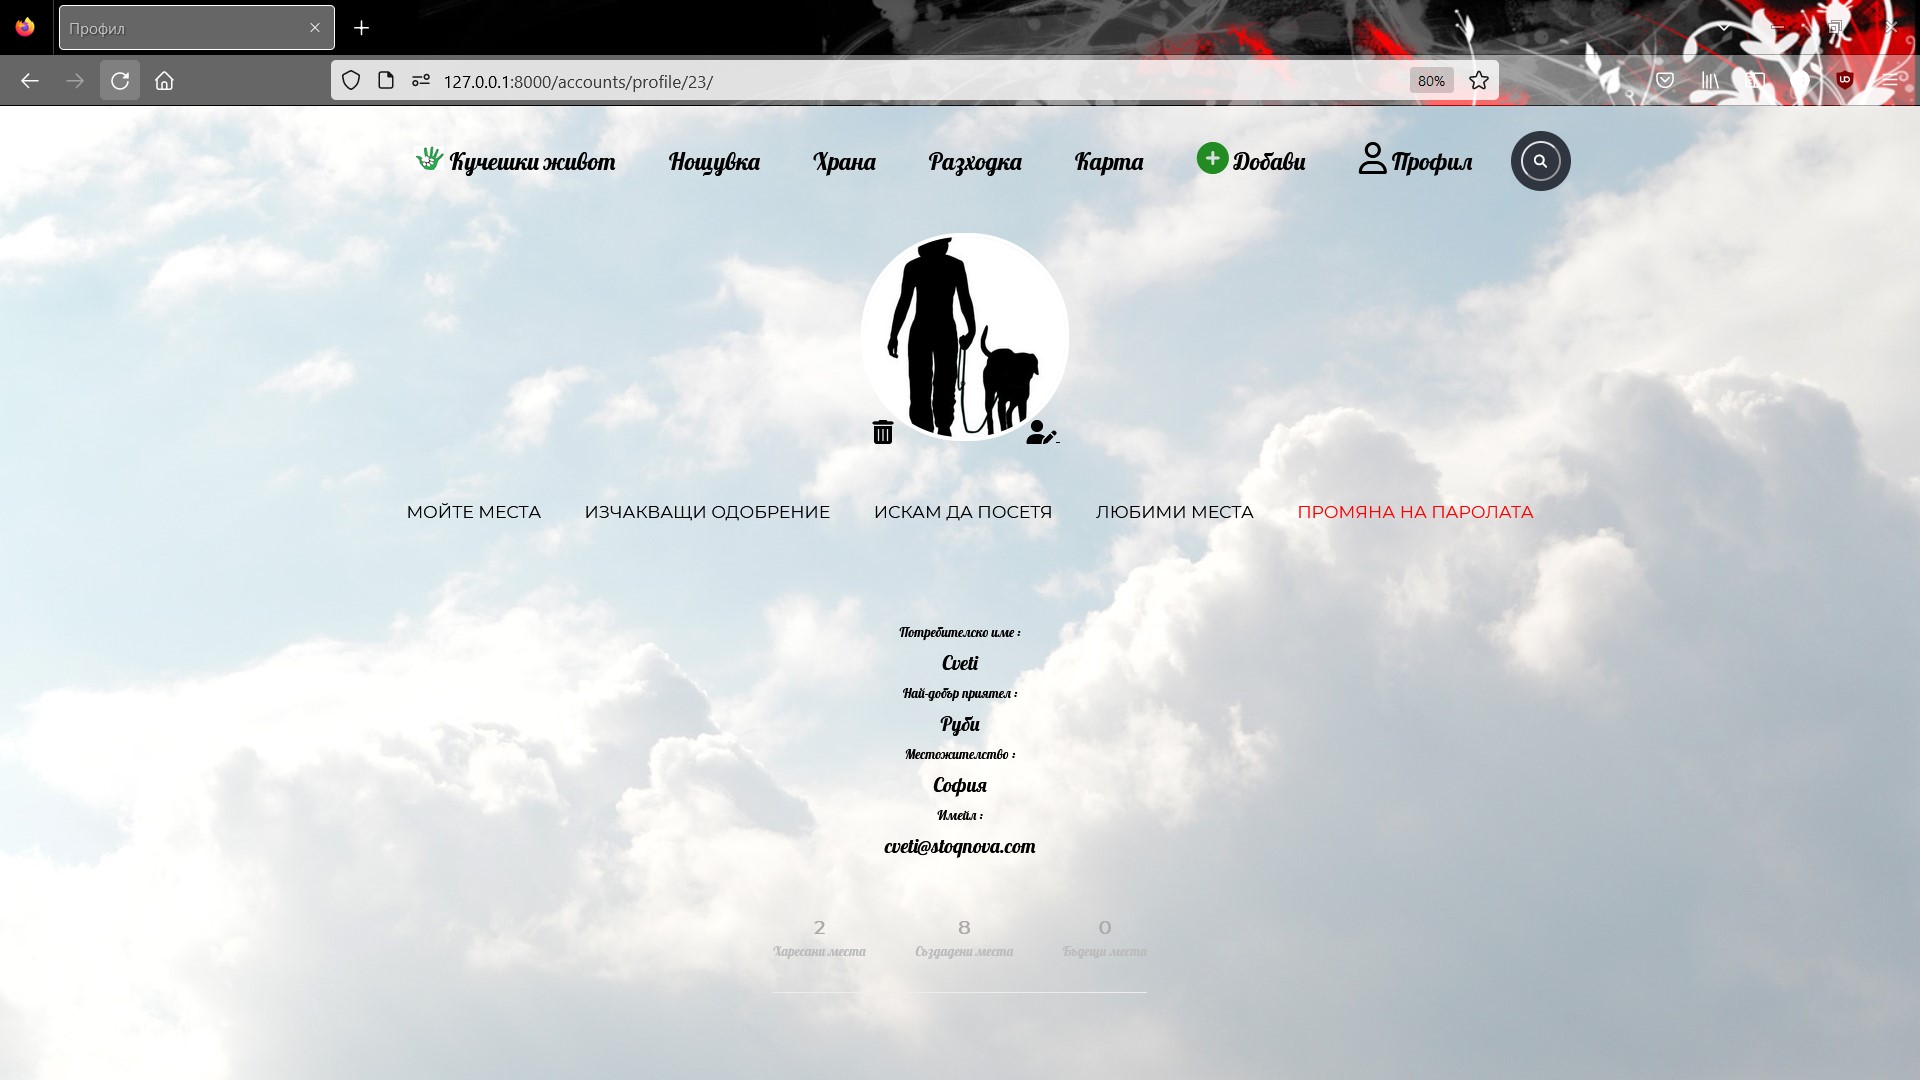 Профил
127.0.0.1:8000/accounts/profile/23/
80%
Кучешки живот Нощувка Храна Разходка Карта Добави Профил
МОЙТЕ МЕСТА ИЗЧАКВАЩИ ОДОБРЕНИЕ ИСКАМ ДА ПОСЕТЯ ЛЮБИМИ МЕСТА ПРОМЯНА НА ПАРОЛАТА
Потребителско име :
Cveti
Най-добър приятел :
Руби
Местожителство :
София
Имейл :
cveti@stoqnova.com
2 8 0
Харесани места Създадени места Бъдещи места